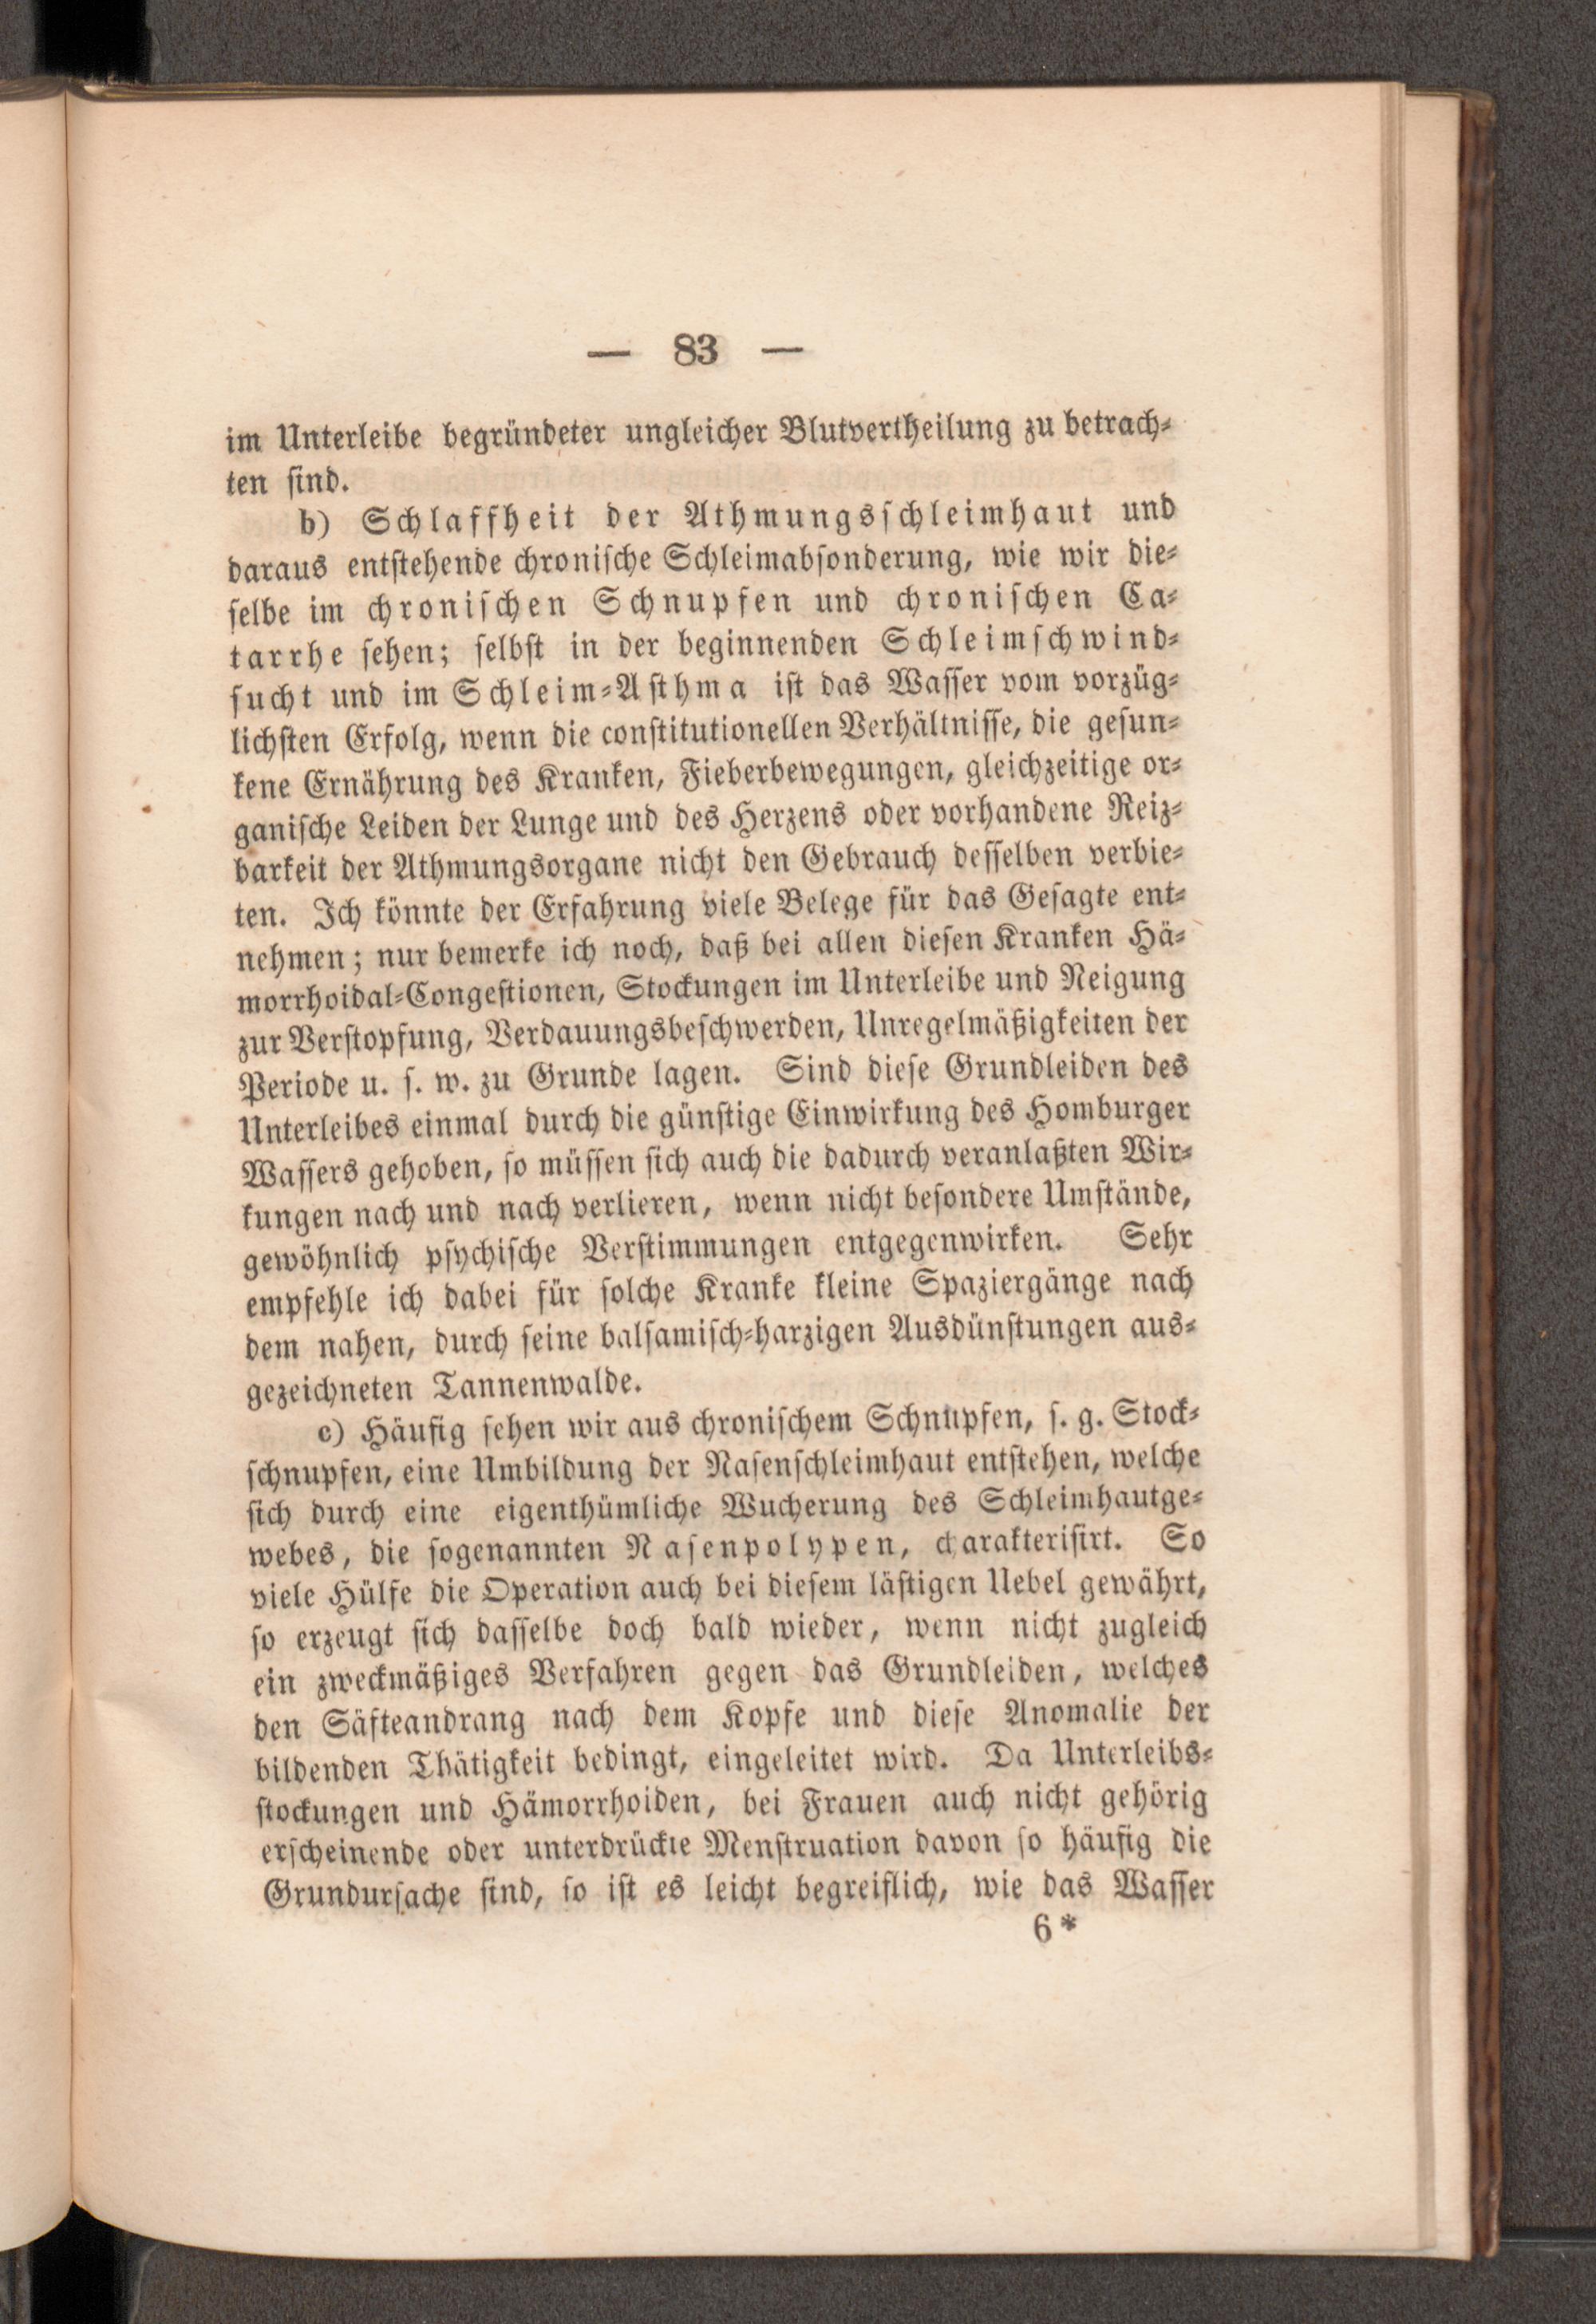 — 83 —
im Unterleibe begründeter ungleicher Blutvertheilung zu betrach-
ten sind.
b) Schlaffheit der Athmungsschleimhaut und
daraus entstehende chronische Schleimabsonderung, wie wir die-
selbe im chronischen Schnupfen und chronischen Ca-
tarrhe sehen; selbst in der beginnenden Schleimschwind-
sucht und im Schleim-Asthma ist das Wasser vom vorzüg-
lichsten Erfolg, wenn die constitutionellen Verhältnisse, die gesun-
kene Ernährung des Kranken, Fieberbewegungen, gleichzeitige or-
ganische Leiden der Lunge und des Herzens oder vorhandene Reiz-
barkeit der Athmungsorgane nicht den Gebrauch desselben verbie-
ten. Ich könnte der Erfahrung viele Belege für das Gesagte ent-
nehmen; nur bemerke ich noch, daß bei allen diesen Kranken Hä-
morrhoidal-Congestionen, Stockungen im Unterleibe und Neigung
zur Verstopfung, Verdauungsbeschwerden, Unregelmäßigkeiten der
Periode u. s. w. zu Grunde lagen. Sind diese Grundleiden des
Unterleibes einmal durch die günstige Einwirkung des Homburger
Wassers gehoben, so müssen sich auch die dadurch veranlaßten Wir-
kungen nach und nach verlieren, wenn nicht besondere Umstände,
gewöhnlich psychische Verstimmungen entgegenwirken. Sehr
empfehle ich dabei für solche Kranke kleine Spaziergänge nach
dem nahen, durch seine balsamisch-harzigen Ausdünstungen aus-
gezeichneten Tannenwalde.
c) Häufig sehen wir aus chronischem Schnupfen, s. g. Stock-
schnupfen, eine Umbildung der Nasenschleimhaut entstehen, welche
sich durch eine eigenthümliche Wucherung des Schleimhautge-
webes, die sogenannten Nasenpolypen, charakterisirt. So
viele Hülfe die Operation auch bei diesem lästigen Uebel gewährt,
so erzeugt sich dasselbe doch bald wieder, wenn nicht zugleich
ein zweckmäßiges Verfahren gegen das Grundleiden, welches
den Säfteandrang nach dem Kopfe und diese Anomalie der
bildenden Thätigkeit bedingt, eingeleitet wird. Da Unterleibs-
stockungen und Hämorrhoiden, bei Frauen auch nicht gehörig
erscheinende oder unterdrückte Menstruation davon so häufig die
Grundursache sind, so ist es leicht begreiflich, wie das Wasser
6*